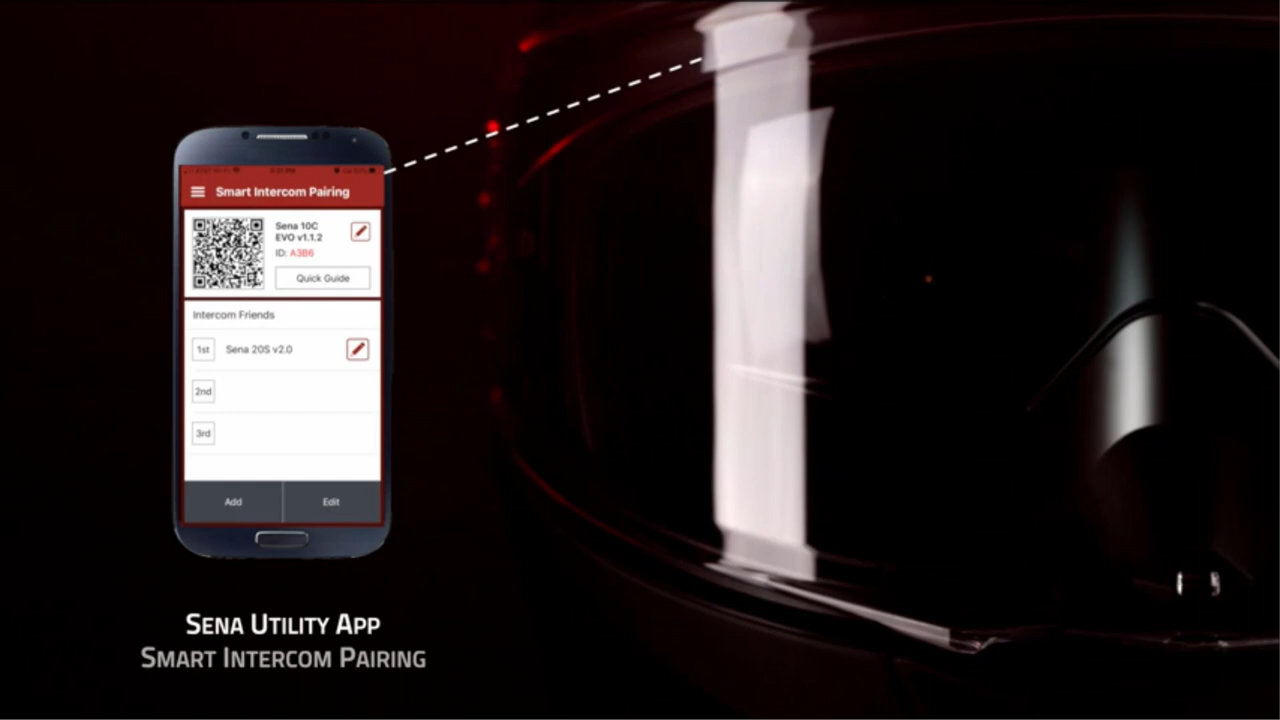 Smart Intercom Pairing
Sena 10C
EVO v1.1.2
ID: A3B6
Quick Guide
Intercom Friends
1st Sena 20S v2.0
2nd
3rd
Add Edit
SENA UTILITY APP
SMART INTERCOM PAIRING